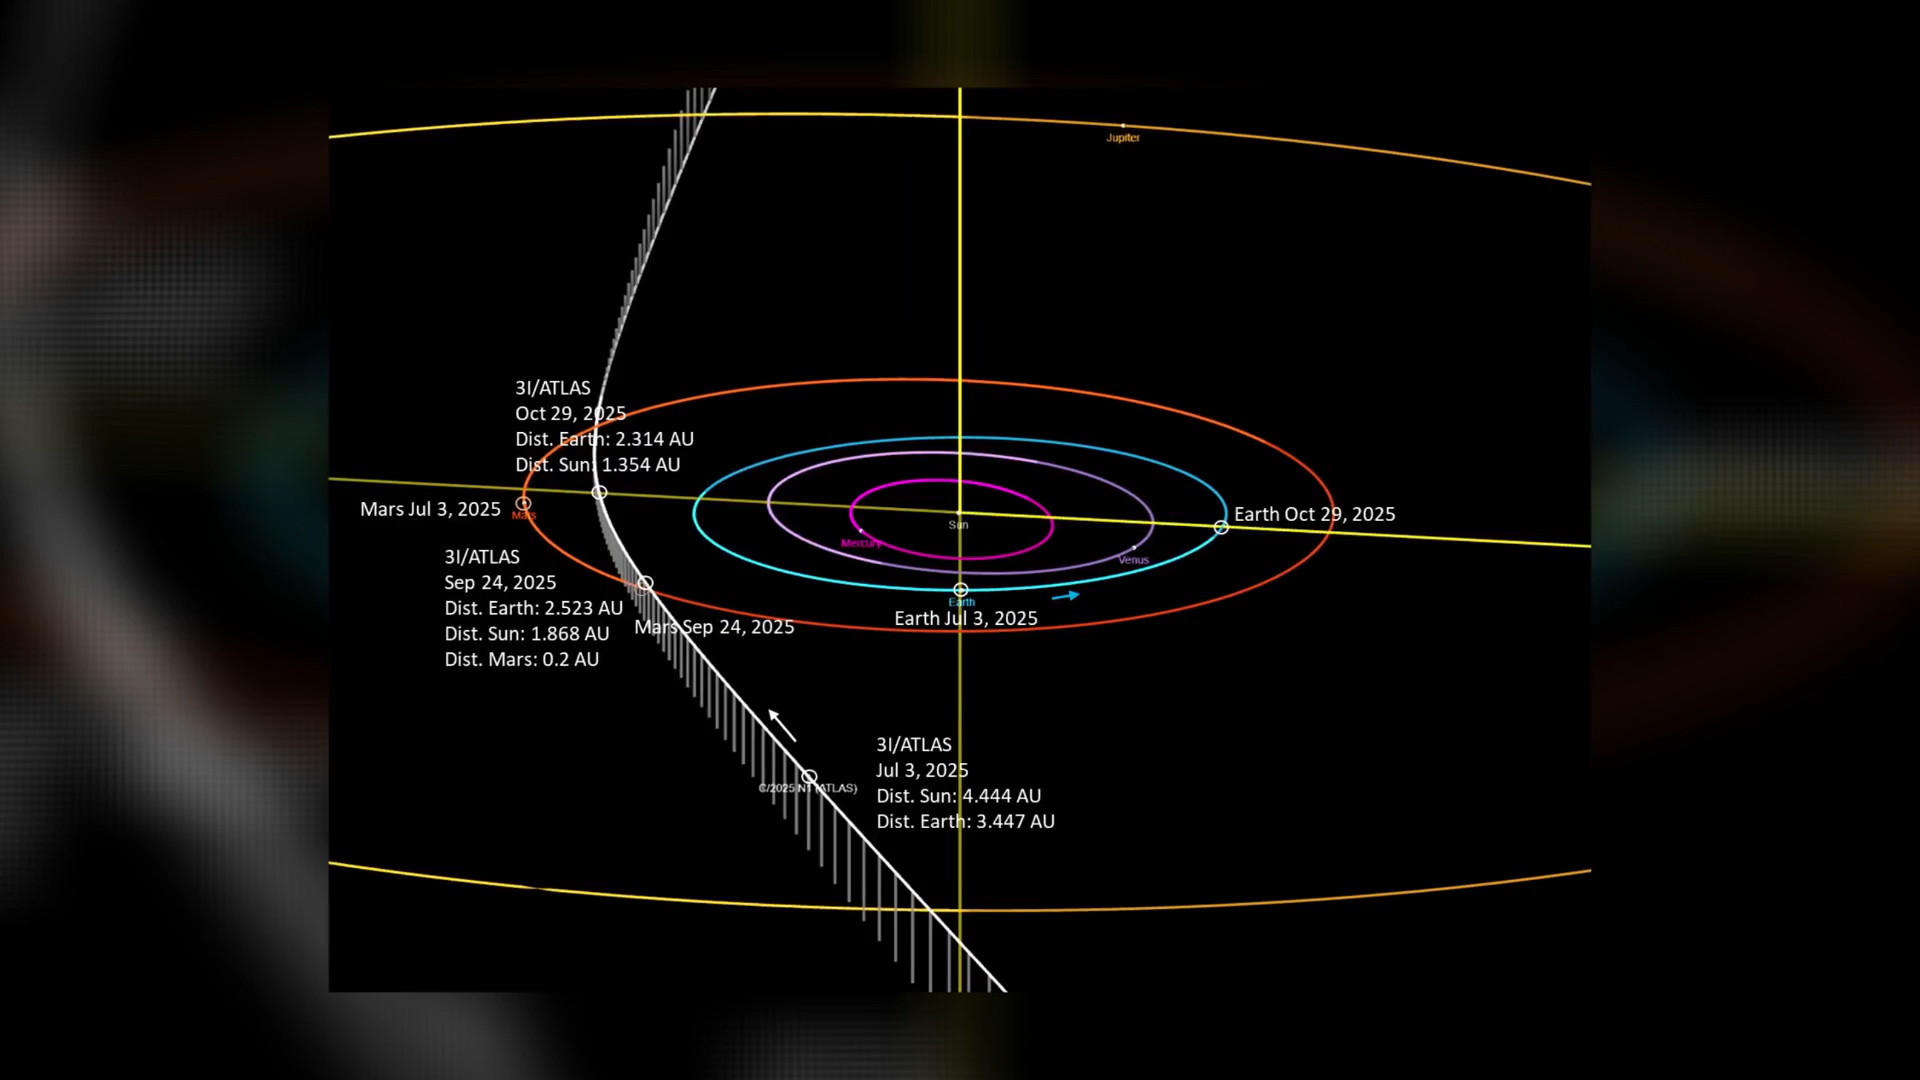 Jupiter
3I/ATLAS
Oct 29, 2025
Dist. Earth: 2.314 AU
Dist. Sun: 1.354 AU
Mars Jul 3, 2025
Mars
Sun
Earth Oct 29, 2025
Mercury
Venus
3I/ATLAS
Sep 24, 2025
Dist. Earth: 2.523 AU
Dist. Sun: 1.868 AU
Dist. Mars: 0.2 AU
Mars Sep 24, 2025
Earth
Earth Jul 3, 2025
3I/ATLAS
Jul 3, 2025
Dist. Sun: 4.444 AU
Dist. Earth: 3.447 AU
C/2025 N1 (ATLAS)